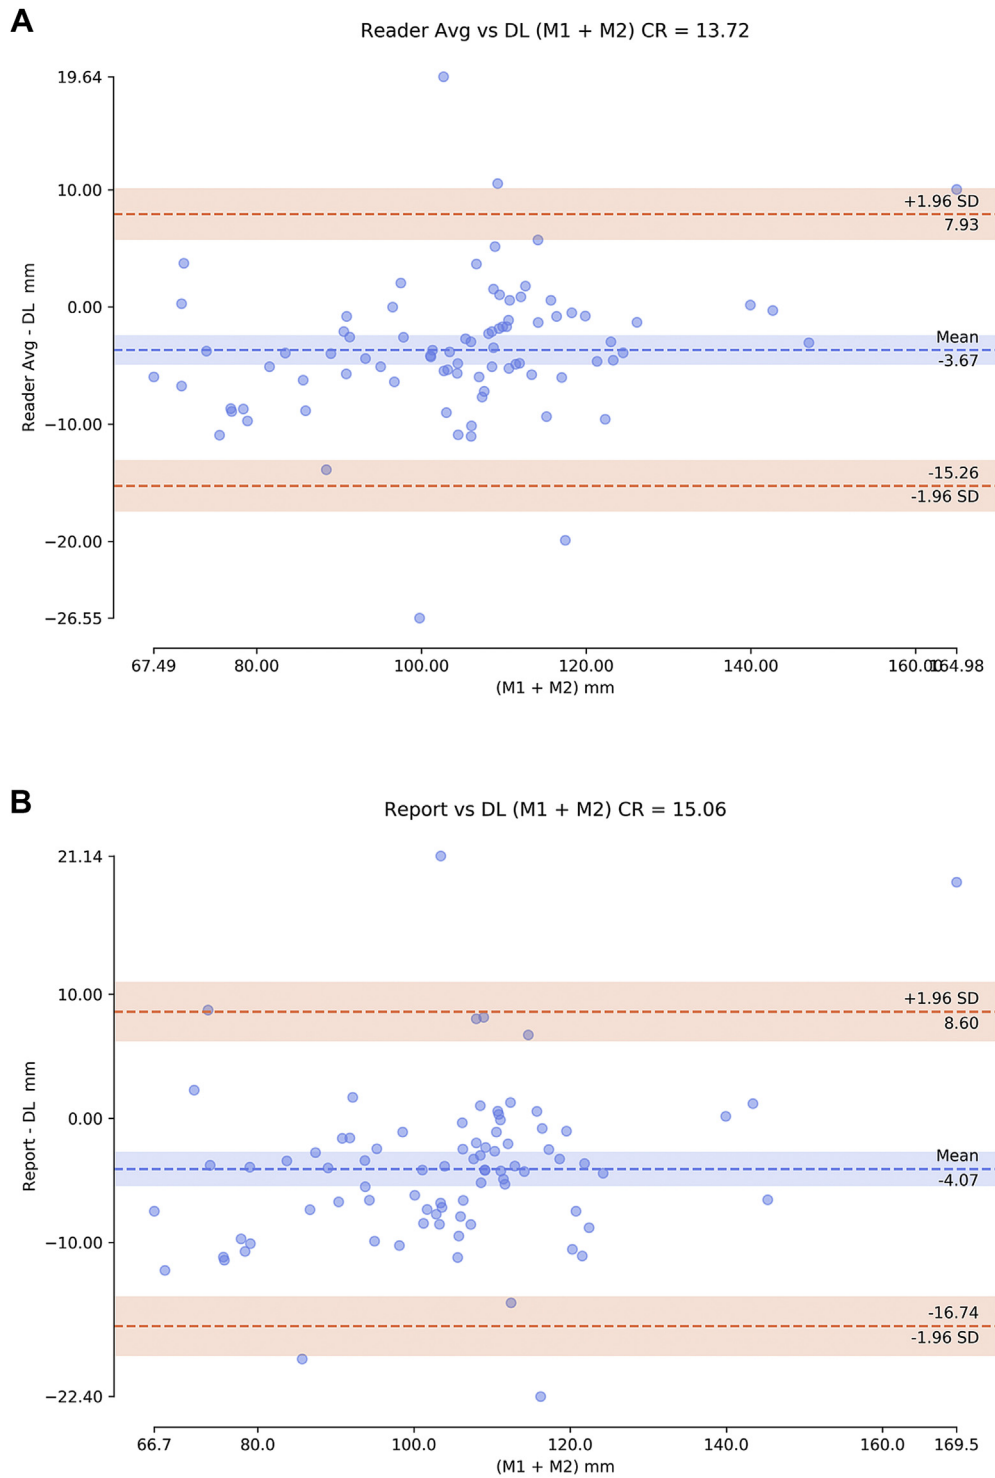 A
Reader Avg vs DL (M1 + M2) CR = 13.72
19.64
10.00
+1.96 SD
7.93
0.00
Mean
-3.67
−10.00
-15.26
-1.96 SD
−20.00
−26.55
Reader Avg - DL mm
67.49 80.00 100.00 120.00 140.00 160.00 164.98
(M1 + M2) mm
B
Report vs DL (M1 + M2) CR = 15.06
21.14
10.00
+1.96 SD
8.60
0.00
Mean
-4.07
−10.00
-16.74
-1.96 SD
−22.40
Report - DL mm
66.7 80.0 100.0 120.0 140.0 160.0 169.5
(M1 + M2) mm